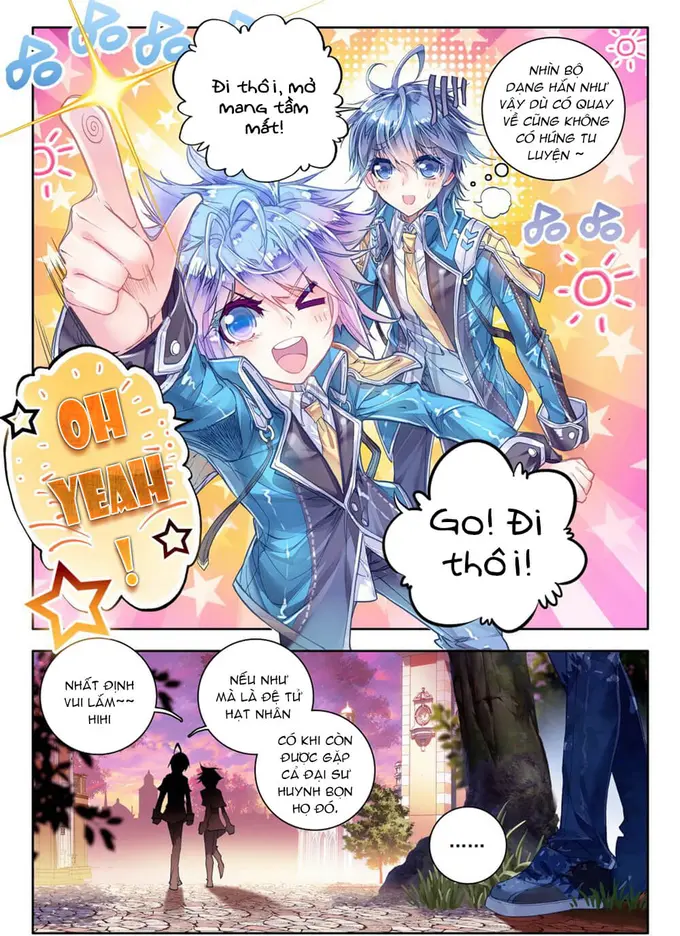 Đi thôi, mở
mang tầm
mắt!
NHÌN BỘ
DẠNG HẮN NHƯ
VẬY DÙ CÓ QUAY
VỀ CŨNG KHÔNG
CÓ HỨNG TU
LUYỆN ~
OH
YEAH
!
Go! Đi
thôi!
NHẤT ĐỊNH
VUI LẮM~~
HIHI
NẾU NHƯ
MÀ LÀ ĐỆ TỬ
HẠT NHÂN
CÓ KHI CÒN
ĐƯỢC GẶP
CẢ ĐẠI SƯ
HUYNH BỌN
HỌ ĐÓ.
......